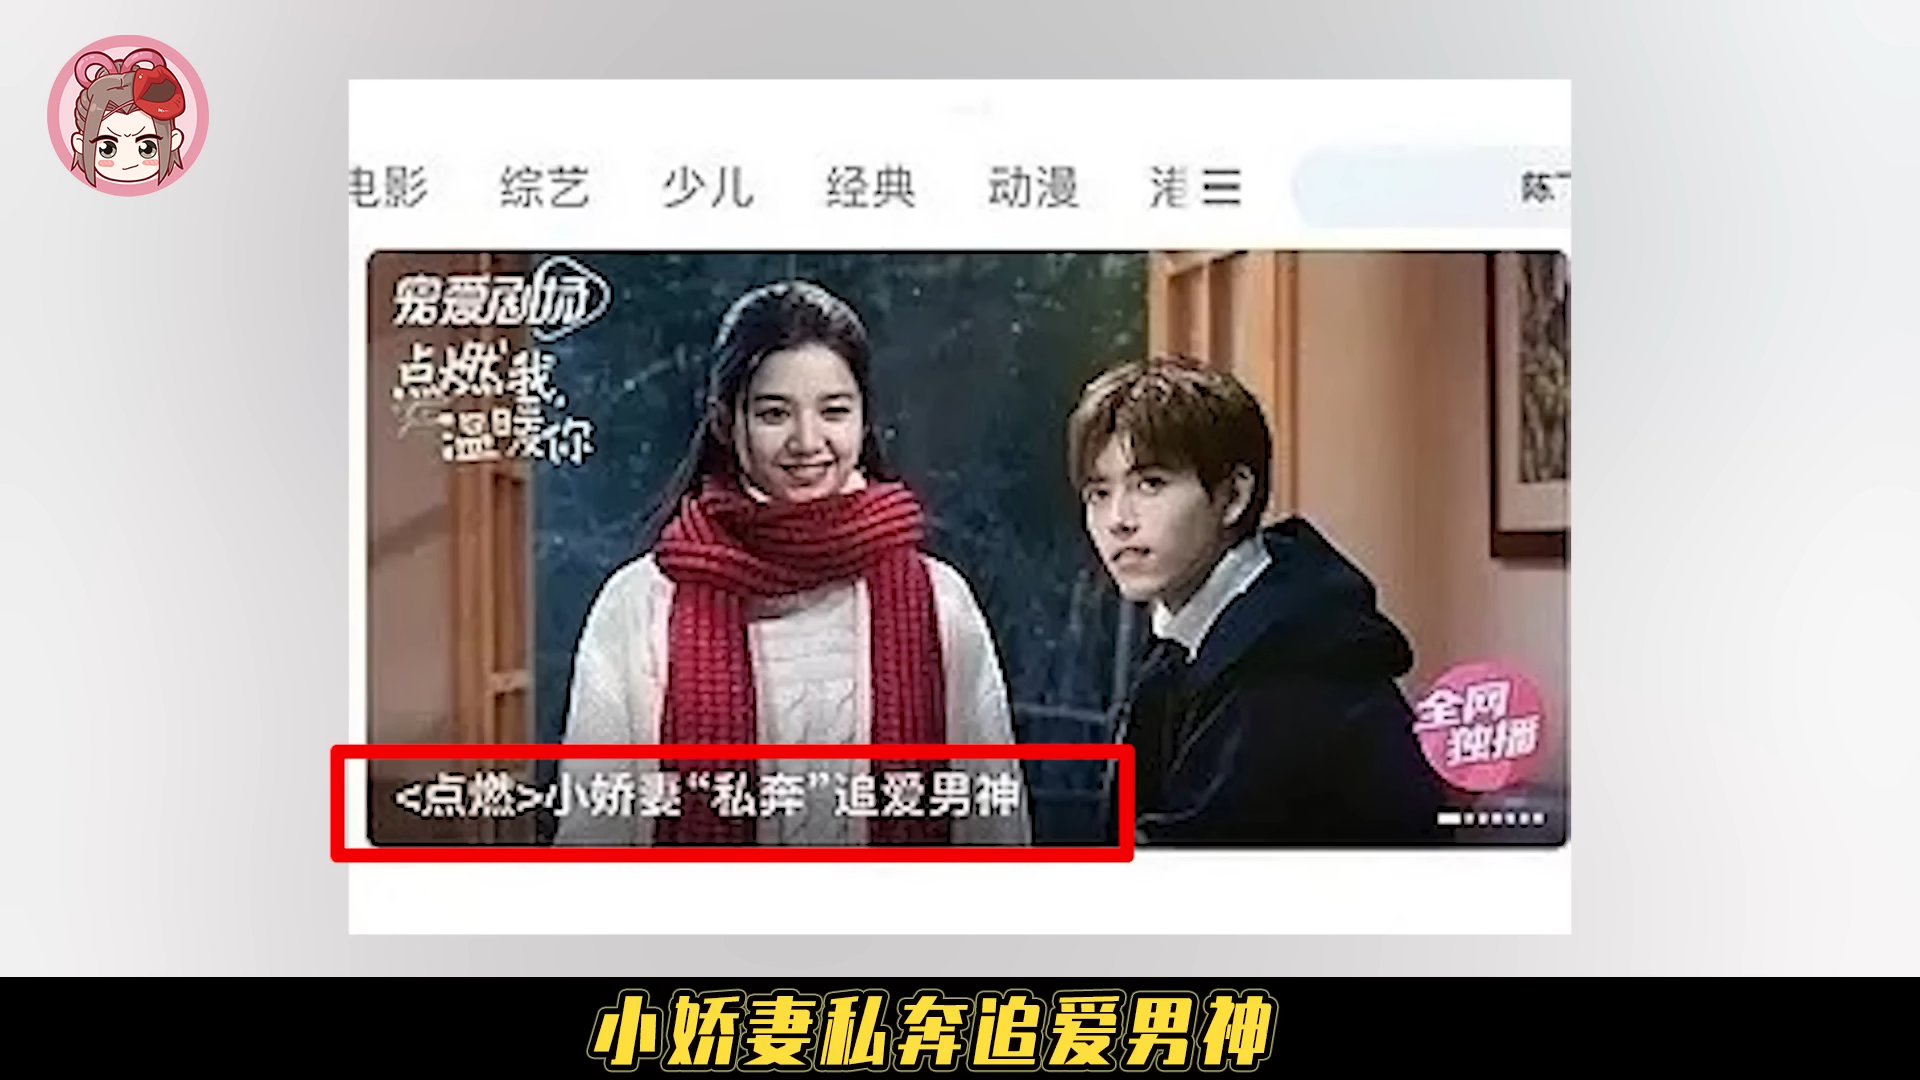 电影 综艺 少儿 经典 动漫 港 陈
宠爱剧场
点燃我,
温暖你
全网
独播
<点燃>小娇妻“私奔”追爱男神
小娇妻私奔追爱男神